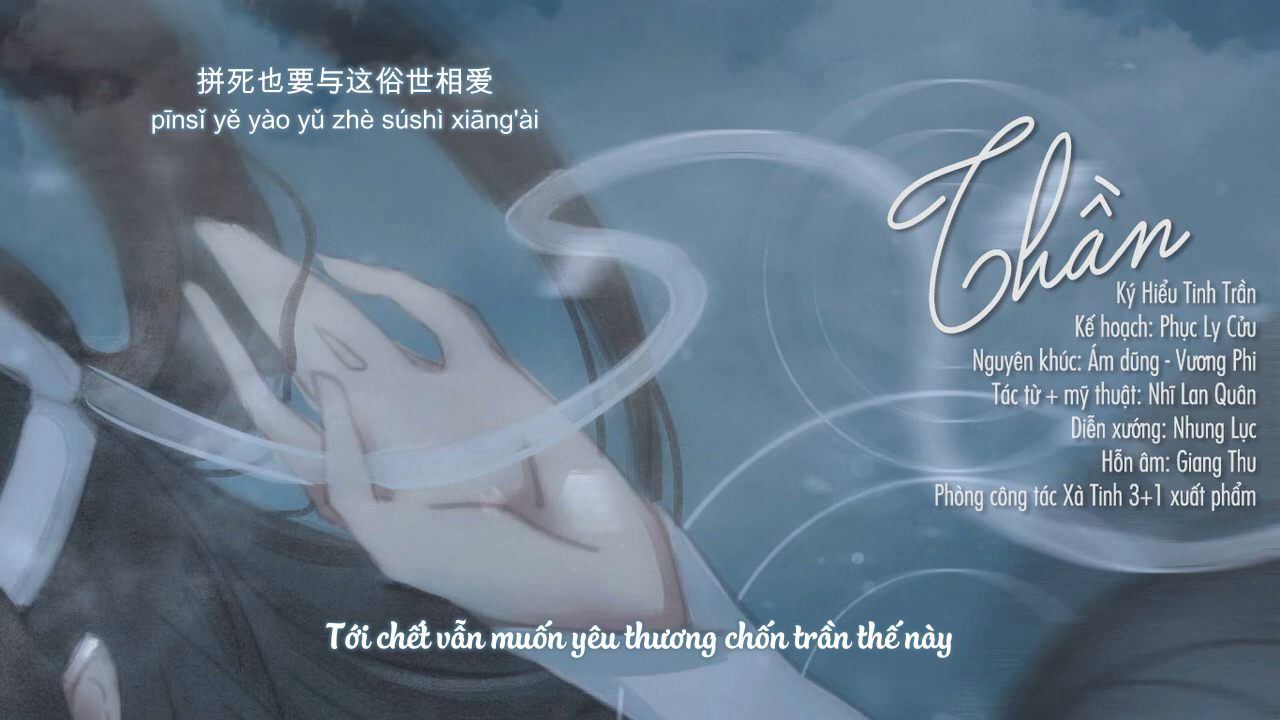 拼死也要与这俗世相爱
pīnsǐ yě yào yǔ zhè súshì xiāng'ài
Thần
Ký Hiểu Tinh Trần
Kế hoạch: Phục Ly Cửu
Nguyên khúc: Ám dũng - Vương Phi
Tác từ + mỹ thuật: Nhĩ Lan Quân
Diễn xướng: Nhung Lục
Hỗn âm: Giang Thu
Phòng công tác Xà Tinh 3+1 xuất phẩm
Tới chết vẫn muốn yêu thương chốn trần thế này